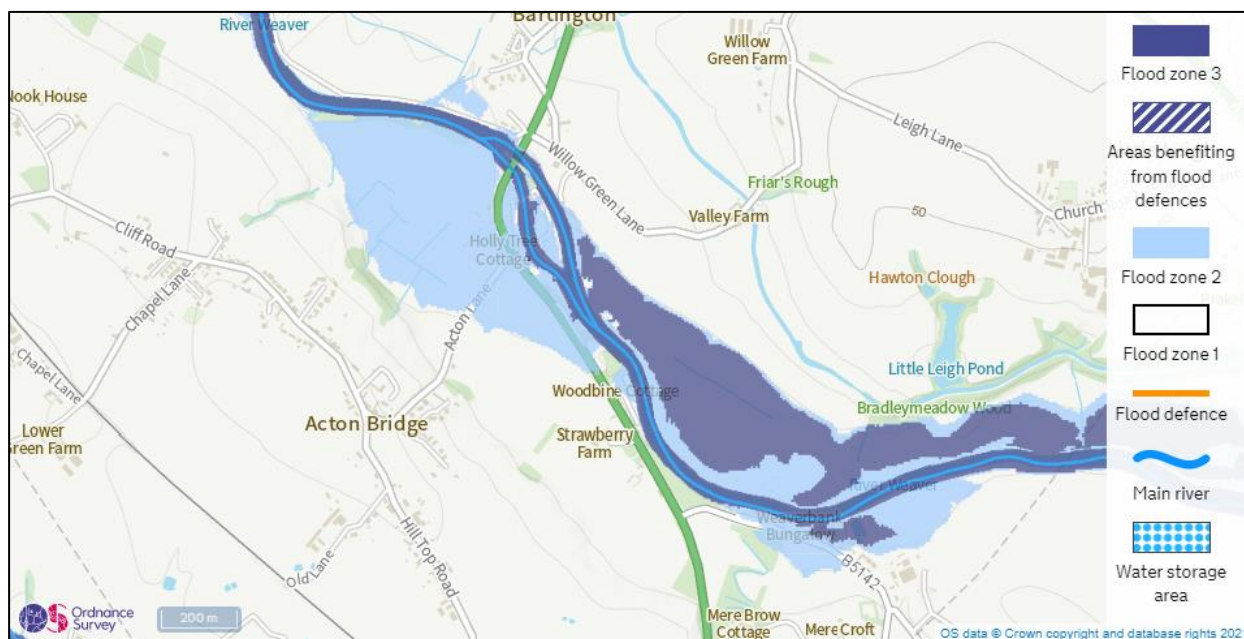 River Weaver
Bartington
Willow
Green Farm
Nook House
Leigh Lane
Willow Green Lane
Friar's Rough
Valley Farm
50
Church
Cliff Road
Chapel Lane
Holly Tree
Cottage
Acton Lane
Hawton Clough
Chapel Lane
Little Leigh Pond
Woodbine Cottage
Bradleymeadow Wood
Acton Bridge
Lower
Green Farm
Strawberry
Farm
River Weaver
Weaverbank
Bungalow
Hill Top Road
Old Lane
B5142
Mere Brow
Cottage
Mere Croft
Ordnance
Survey
200 m
OS data © Crown copyright and database rights 202
Flood zone 3
Areas benefiting
from flood
defences
Flood zone 2
Flood zone 1
Flood defence
Main river
Water storage
area